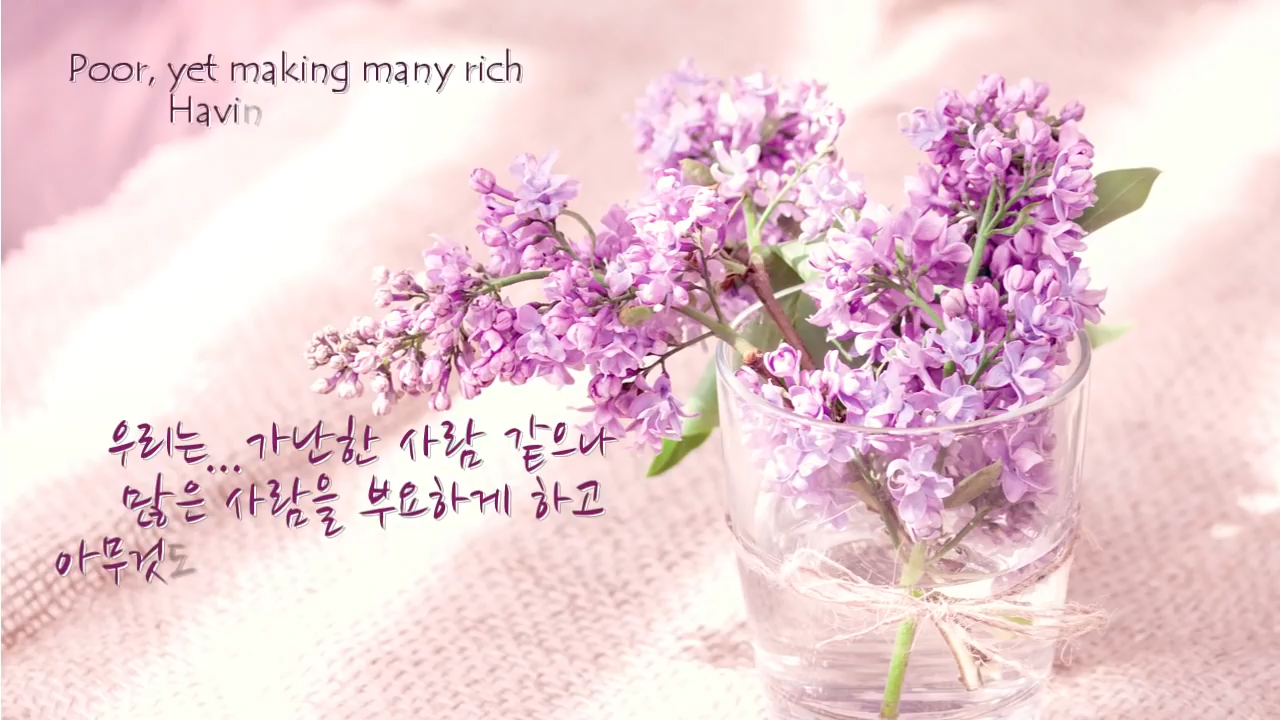 Poor, yet making many rich
Havin
우리는...가난한 사람 같으나
많은 사람을 부요하게 하고
아무것도